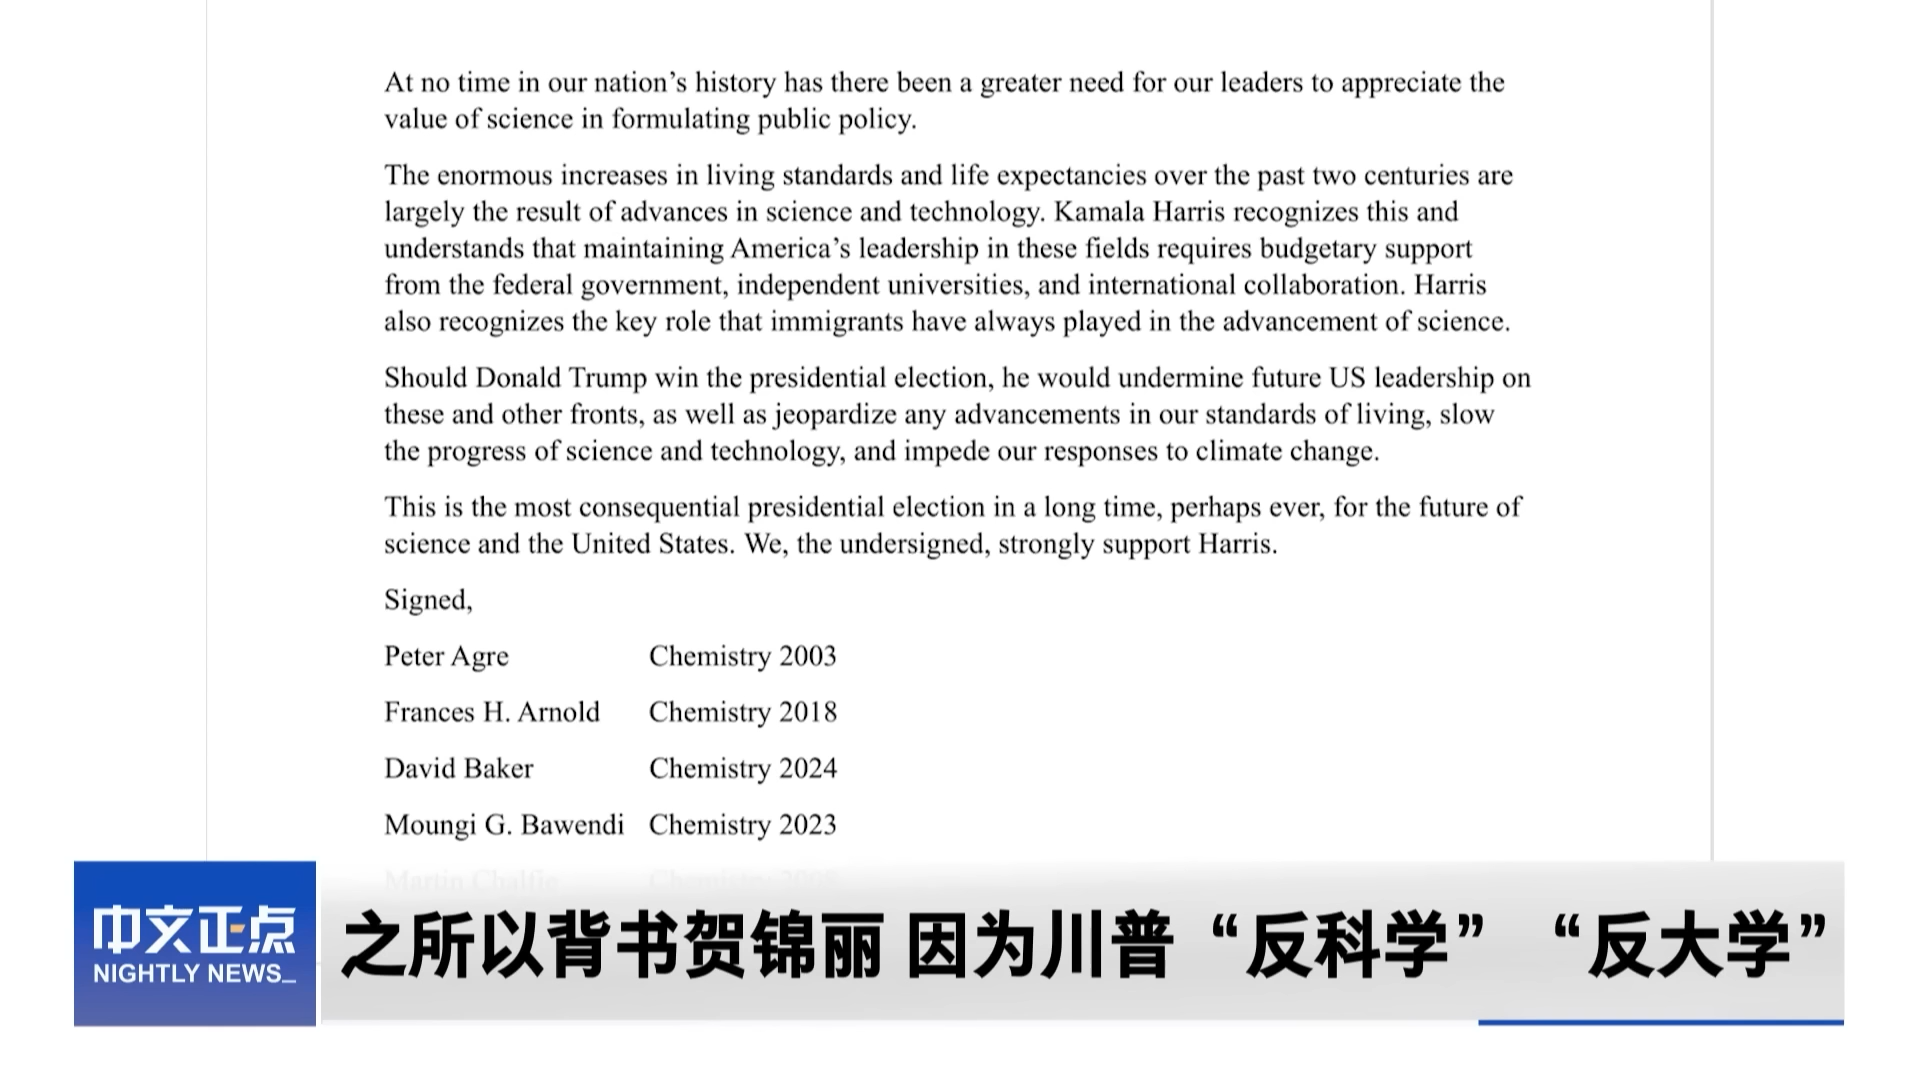 At no time in our nation’s history has there been a greater need for our leaders to appreciate the
value of science in formulating public policy.
The enormous increases in living standards and life expectancies over the past two centuries are
largely the result of advances in science and technology. Kamala Harris recognizes this and
understands that maintaining America’s leadership in these fields requires budgetary support
from the federal government, independent universities, and international collaboration. Harris
also recognizes the key role that immigrants have always played in the advancement of science.
Should Donald Trump win the presidential election, he would undermine future US leadership on
these and other fronts, as well as jeopardize any advancements in our standards of living, slow
the progress of science and technology, and impede our responses to climate change.
This is the most consequential presidential election in a long time, perhaps ever, for the future of
science and the United States. We, the undersigned, strongly support Harris.
Signed,
Peter Agre Chemistry 2003
Frances H. Arnold Chemistry 2018
David Baker Chemistry 2024
Moungi G. Bawendi Chemistry 2023
Martin Chalfie Chemistry 2008
中文正点
NIGHTLY NEWS_
之所以背书贺锦丽 因为川普“反科学” “反大学”